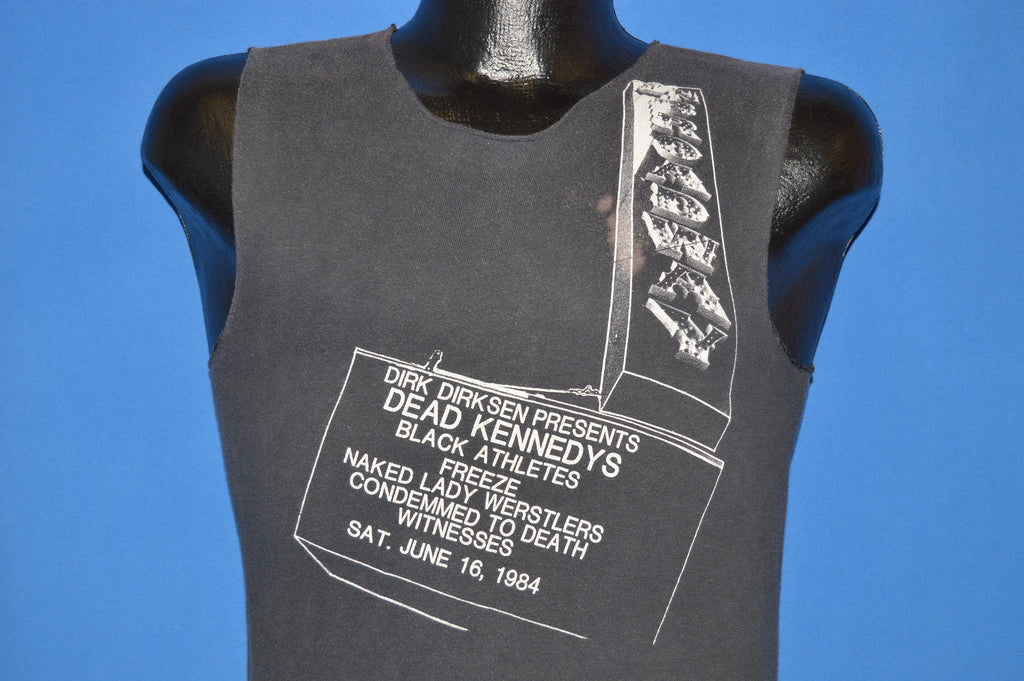 DIRK DIRKSEN PRESENTS
DEAD KENNEDYS
BLACK ATHLETES
FREEZE
NAKED LADY WERSTLERS
CONDEMMED TO DEATH
WITNESSES
SAT. JUNE 16, 1984